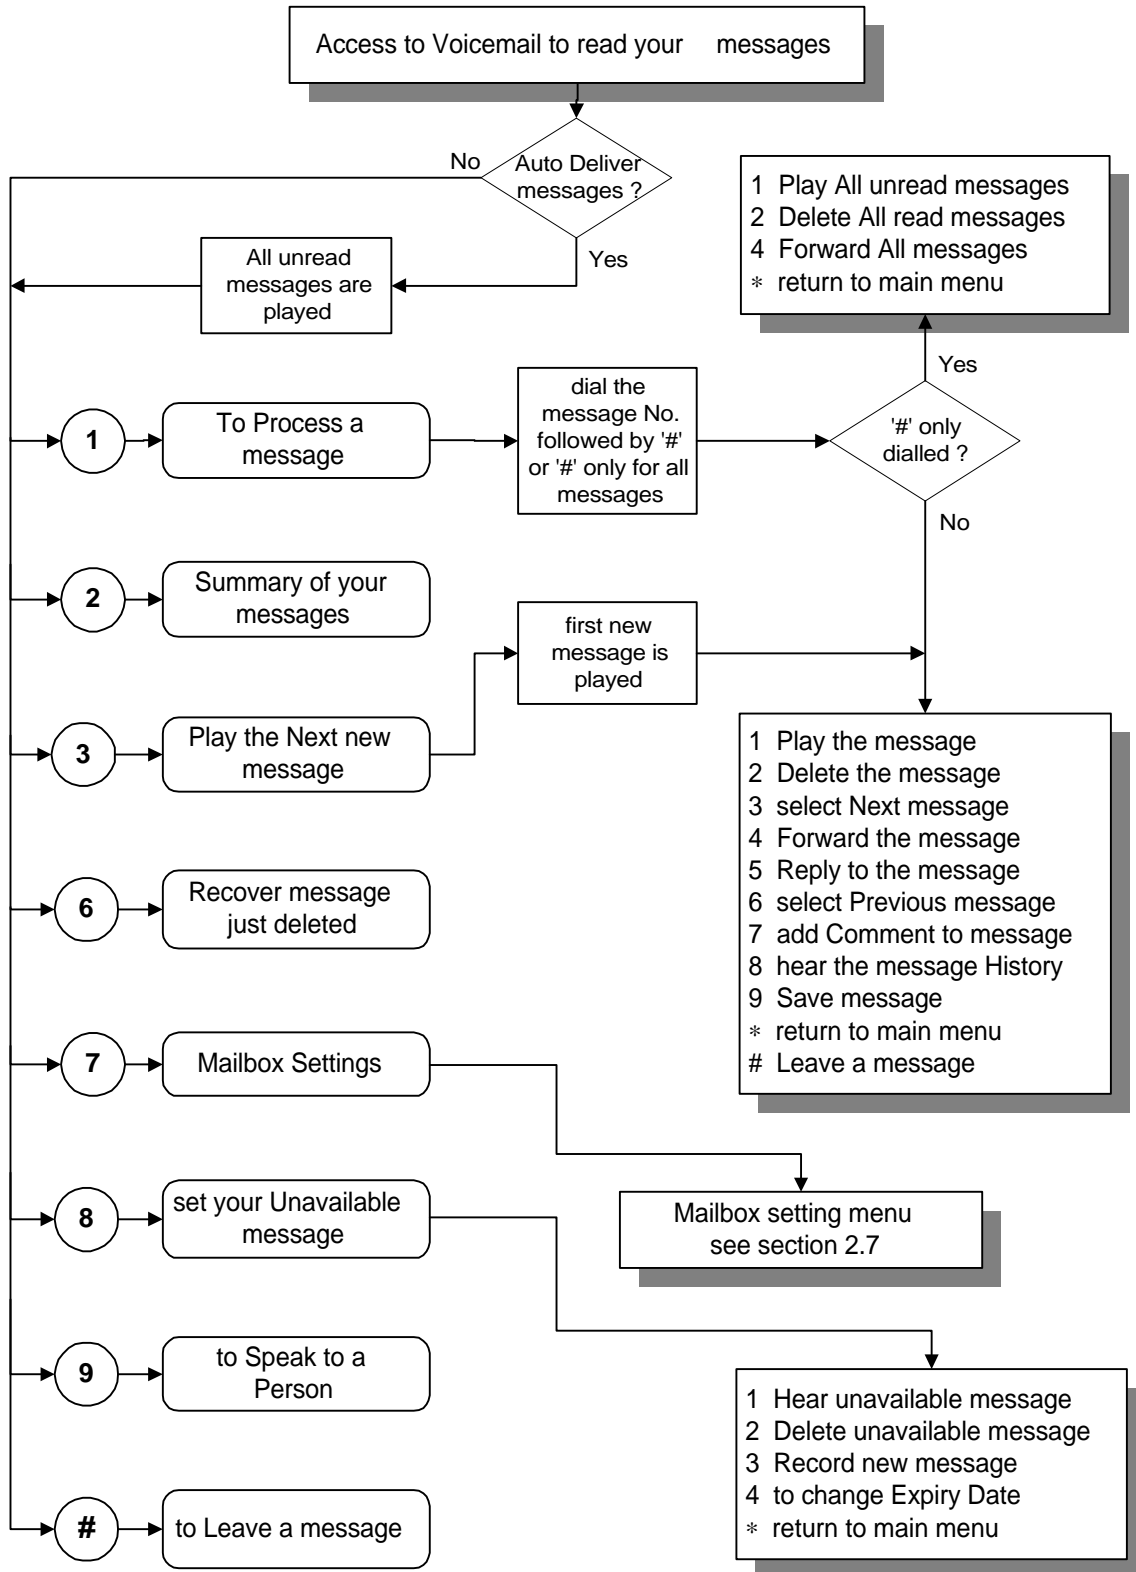 Access to Voicemail to read your messages
Auto Deliver
messages ?
No
Yes
All unread
messages are
played
1 Play All unread messages
2 Delete All read messages
4 Forward All messages
* return to main menu
Yes
1
To Process a
message
dial the
message No.
followed by '#'
or '#' only for all
messages
'#' only
dialled ?
No
2
Summary of your
messages
first new
message is
played
3
Play the Next new
message
1 Play the message
2 Delete the message
3 select Next message
4 Forward the message
5 Reply to the message
6 select Previous message
7 add Comment to message
8 hear the message History
9 Save message
* return to main menu
# Leave a message
6
Recover message
just deleted
7
Mailbox Settings
Mailbox setting menu
see section 2.7
8
set your Unavailable
message
9
to Speak to a
Person
1 Hear unavailable message
2 Delete unavailable message
3 Record new message
4 to change Expiry Date
* return to main menu
#
to Leave a message